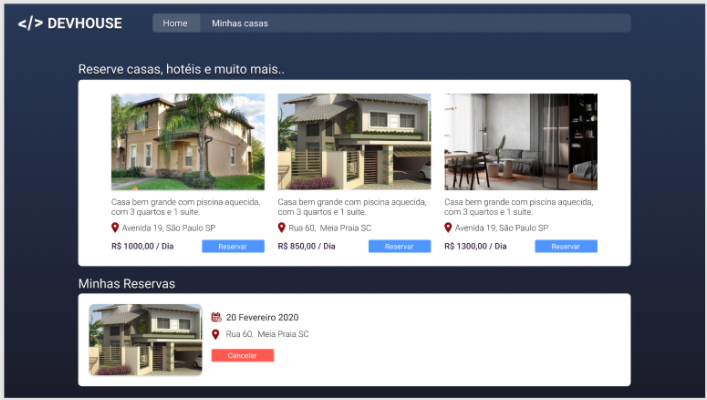 </> DEVHOUSE
Home
Minhas casas
Reserve casas, hotéis e muito mais..
Casa bem grande com piscina aquecida,
com 3 quartos e 1 suite.
Avenida 19, São Paulo SP
R$ 1000,00 / Dia
Reservar
Casa bem grande com piscina aquecida,
com 3 quartos e 1 suite.
Rua 60, Meia Praia SC
R$ 850,00 / Dia
Reservar
Casa bem grande com piscina aquecida,
com 3 quartos e 1 suite.
Avenida 19, São Paulo SP
R$ 1300,00 / Dia
Reservar
Minhas Reservas
20 Fevereiro 2020
Rua 60, Meia Praia SC
Cancelar